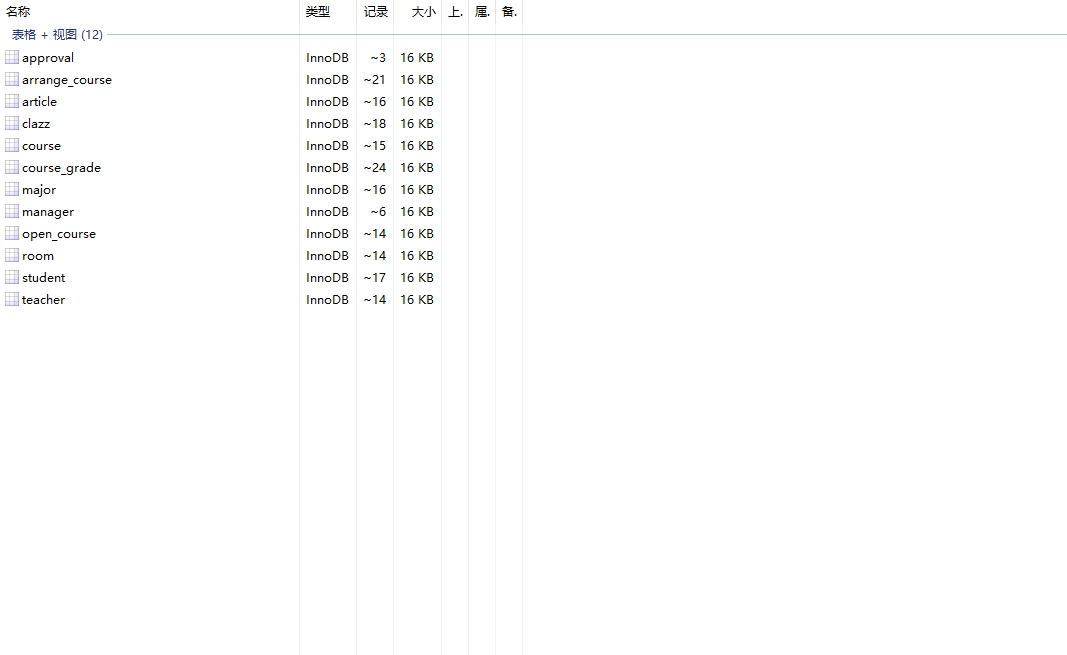 名称 类型 记录 大小 上. 属. 备.
表格 + 视图 (12)
approval InnoDB ~3 16 KB
arrange_course InnoDB ~21 16 KB
article InnoDB ~16 16 KB
clazz InnoDB ~18 16 KB
course InnoDB ~15 16 KB
course_grade InnoDB ~24 16 KB
major InnoDB ~16 16 KB
manager InnoDB ~6 16 KB
open_course InnoDB ~14 16 KB
room InnoDB ~14 16 KB
student InnoDB ~17 16 KB
teacher InnoDB ~14 16 KB